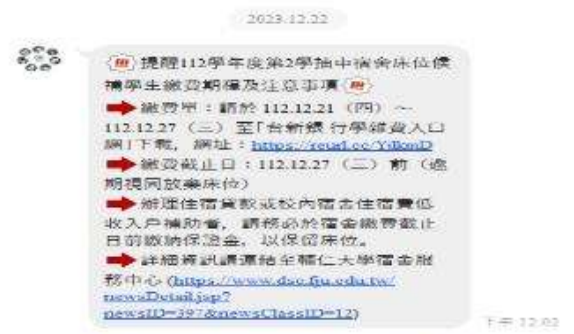 2023.12.22
提醒112學年度第2學抽中宿舍床位候
補學生繳費期程及注意事項
繳費單：請於 112.12.21 （四）～
112.12.27 （三）至「台新銀 行學雜費入口
網」下載， 網址：https://reurl.cc/
繳費截止日：112.12.27 （三）前（逾
期視同放棄床位）
辦理住宿貸款或校內宿舍住宿費低
收入戶補助者， 請務必於宿舍繳費截止
日前繳納保證金， 以保留床位。
詳細資訊請連結至輔仁大學宿舍服
務中心 (https://www.dsc.fju.edu.tw/
newsDetail.jsp?
newsID=397&newsClassID=12)
下午 12:02